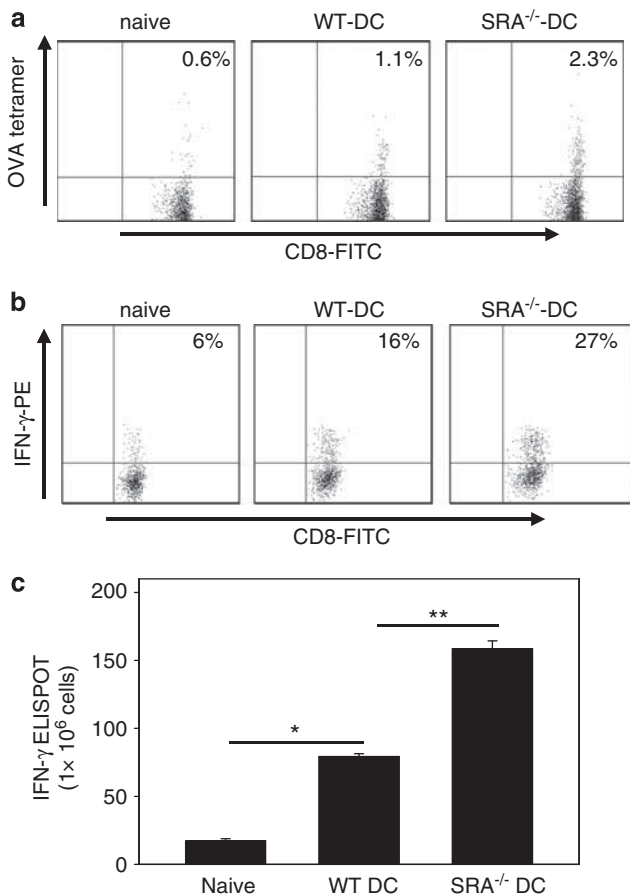 a
naive WT-DC SRA⁻/⁻-DC
0.6% 1.1% 2.3%
OVA tetramer
CD8-FITC
b
naive WT-DC SRA⁻/⁻-DC
6% 16% 27%
IFN-γ-PE
CD8-FITC
c
IFN-γ ELISPOT
(1× 10⁶ cells)
200
150
100
50
0
* **
Naive WT DC SRA⁻/⁻ DC